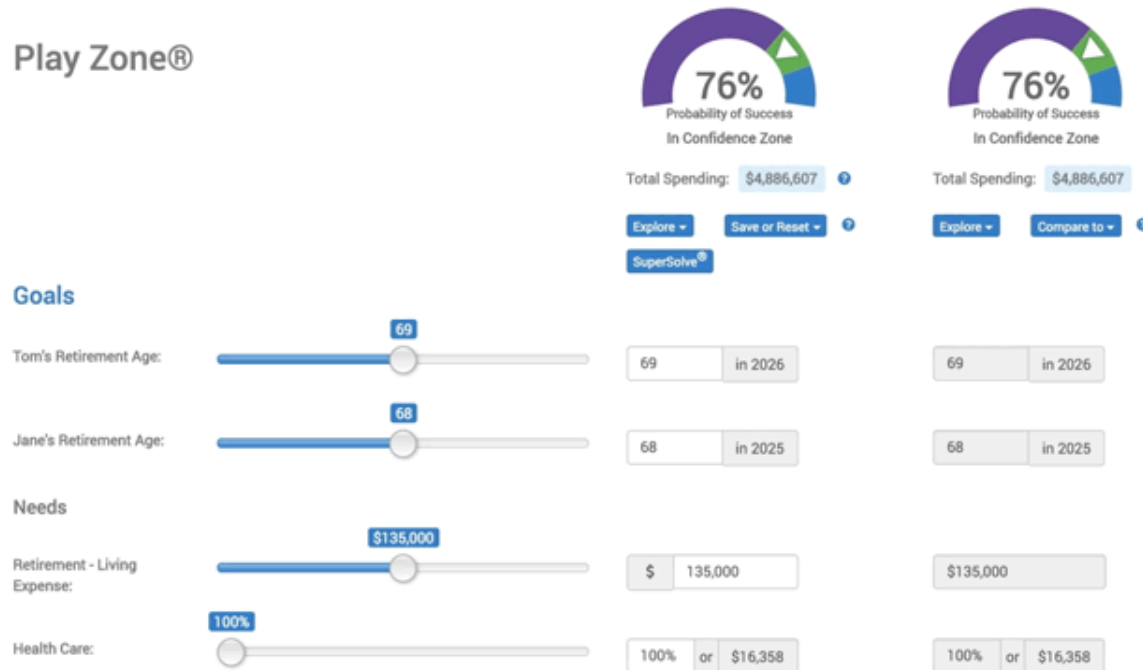 Play Zone®
76%
Probability of Success
In Confidence Zone
76%
Probability of Success
In Confidence Zone
Total Spending: $4,886,607 ?
Total Spending: $4,886,607
Explore Save or Reset ?
Explore Compare to
SuperSolve®
Goals
69
Tom's Retirement Age: 69 in 2026 69 in 2026
68
Jane's Retirement Age: 68 in 2025 68 in 2025
Needs
$135,000
Retirement - Living
Expense:
$ 135,000 $135,000
100%
Health Care: 100% or $16,358 100% or $16,358